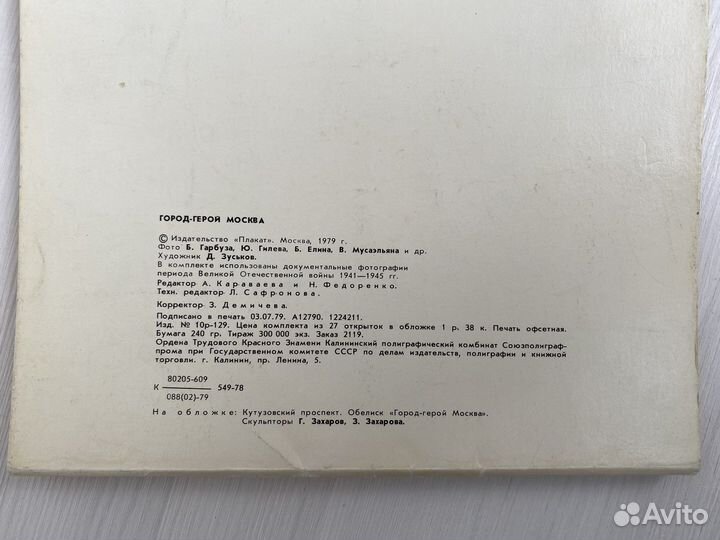 ГОРОД-ГЕРОЙ МОСКВА
© Издательство «Плакат». Москва, 1979 г.
Фото Б. Гарбуза, Ю. Гилева, Б. Елина, В. Мусаэльяна и др.
Художник Д. Зуськов.
В комплекте использованы документальные фотографии
периода Великой Отечественной войны 1941—1945 гг.
Редактор А. Караваева и Н. Федоренко.
Техн. редактор Л. Сафронова.
Корректор З. Демичева.
Подписано в печать 03.07.79. А12790. 1224211.
Изд. № 10р-129. Цена комплекта из 27 открыток в обложке 1 р. 38 к. Печать офсетная.
Бумага 240 гр. Тираж 300 000 экз. Заказ 2119.
Ордена Трудового Красного Знамени Калининский полиграфический комбинат Союзполиграф-
прома при Государственном комитете СССР по делам издательств, полиграфии и книжной
торговли. г. Калинин, пр. Ленина, 5.
80205-609
К 549-78
088(02)-79
На обложке: Кутузовский проспект. Обелиск «Город-герой Москва».
Скульпторы Г. Захаров, З. Захарова.
Avito